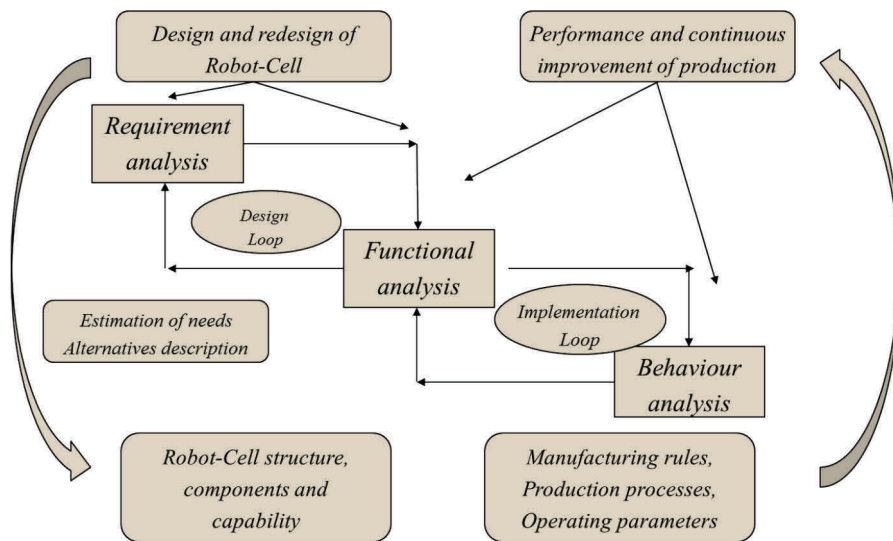 Design and redesign of
Robot-Cell
Performance and continuous
improvement of production
Requirement
analysis
Design
Loop
Functional
analysis
Estimation of needs
Alternatives description
Implementation
Loop
Behaviour
analysis
Robot-Cell structure,
components and
capability
Manufacturing rules,
Production processes,
Operating parameters